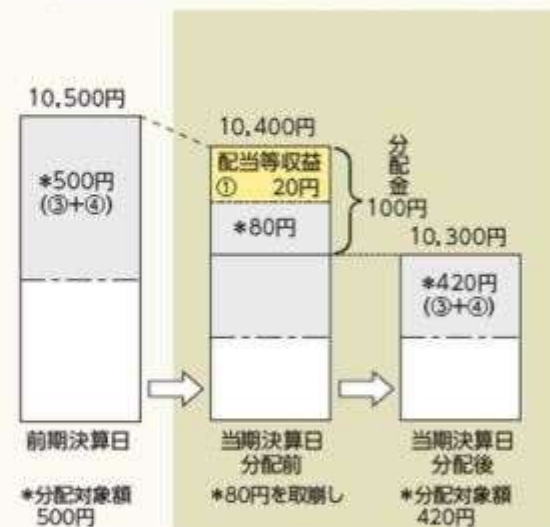 10,500円
*500円
(③+④)
前期決算日
*分配対象額
500円
10,400円
配当等収益
① 20円
*80円
分配金
100円
当期決算日
分配前
*80円を取崩し
10,300円
*420円
(③+④)
当期決算日
分配後
*分配対象額
420円